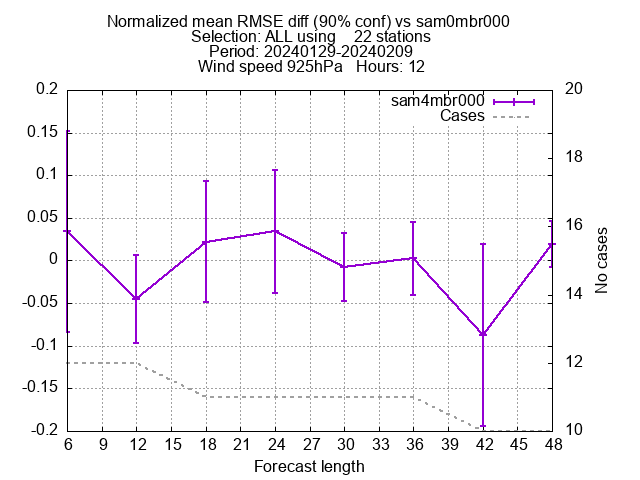 Normalized mean RMSE diff (90% conf) vs sam0mbr000
Selection: ALL using    22 stations
Period: 20240129-20240209
Wind speed 925hPa   Hours: 12
sam4mbr000
Cases
0.2
0.15
0.1
0.05
0
-0.05
-0.1
-0.15
-0.2
20
18
16
14
12
10
No cases
6 9 12 15 18 21 24 27 30 33 36 39 42 45 48
Forecast length